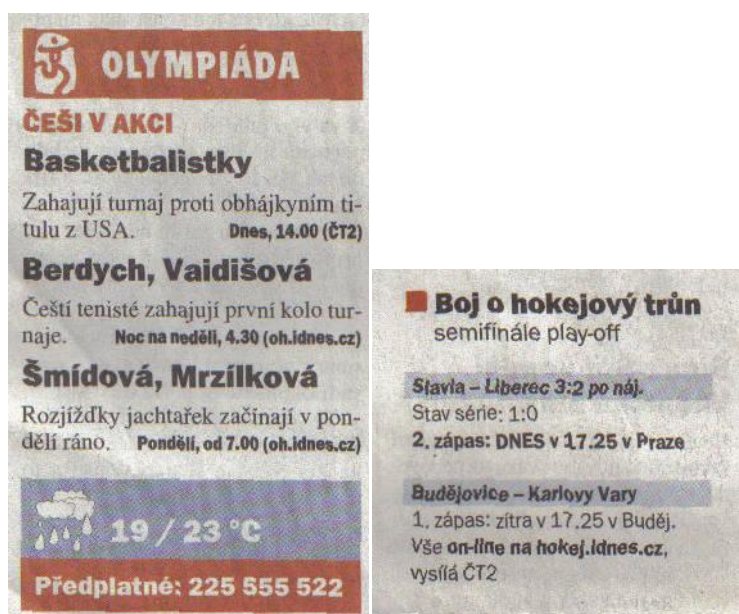 OLYMPIÁDA
ČEŠI V AKCI
Basketbalistky
Zahajují turnaj proti obhájkyním ti-
tulu z USA. Dnes, 14.00 (ČT2)
Berdych, Vaidišová
Čeští tenisté zahajují první kolo tur-
naje. Noc na neděli, 4.30 (oh.idnes.cz)
Šmídová, Mrzílková
Rozjížďky jachtařek začínají v pon-
dělí ráno. Pondělí, od 7.00 (oh.idnes.cz)
19 / 23 °C
Předplatné: 225 555 522
Boj o hokejový trůn
semifinále play-off
Slavia – Liberec 3:2 po náj.
Stav série: 1:0
2. zápas: DNES v 17.25 v Praze
Budějovice – Karlovy Vary
1. zápas: zítra v 17.25 v Buděj.
Vše on-line na hokej.idnes.cz,
vysílá ČT2